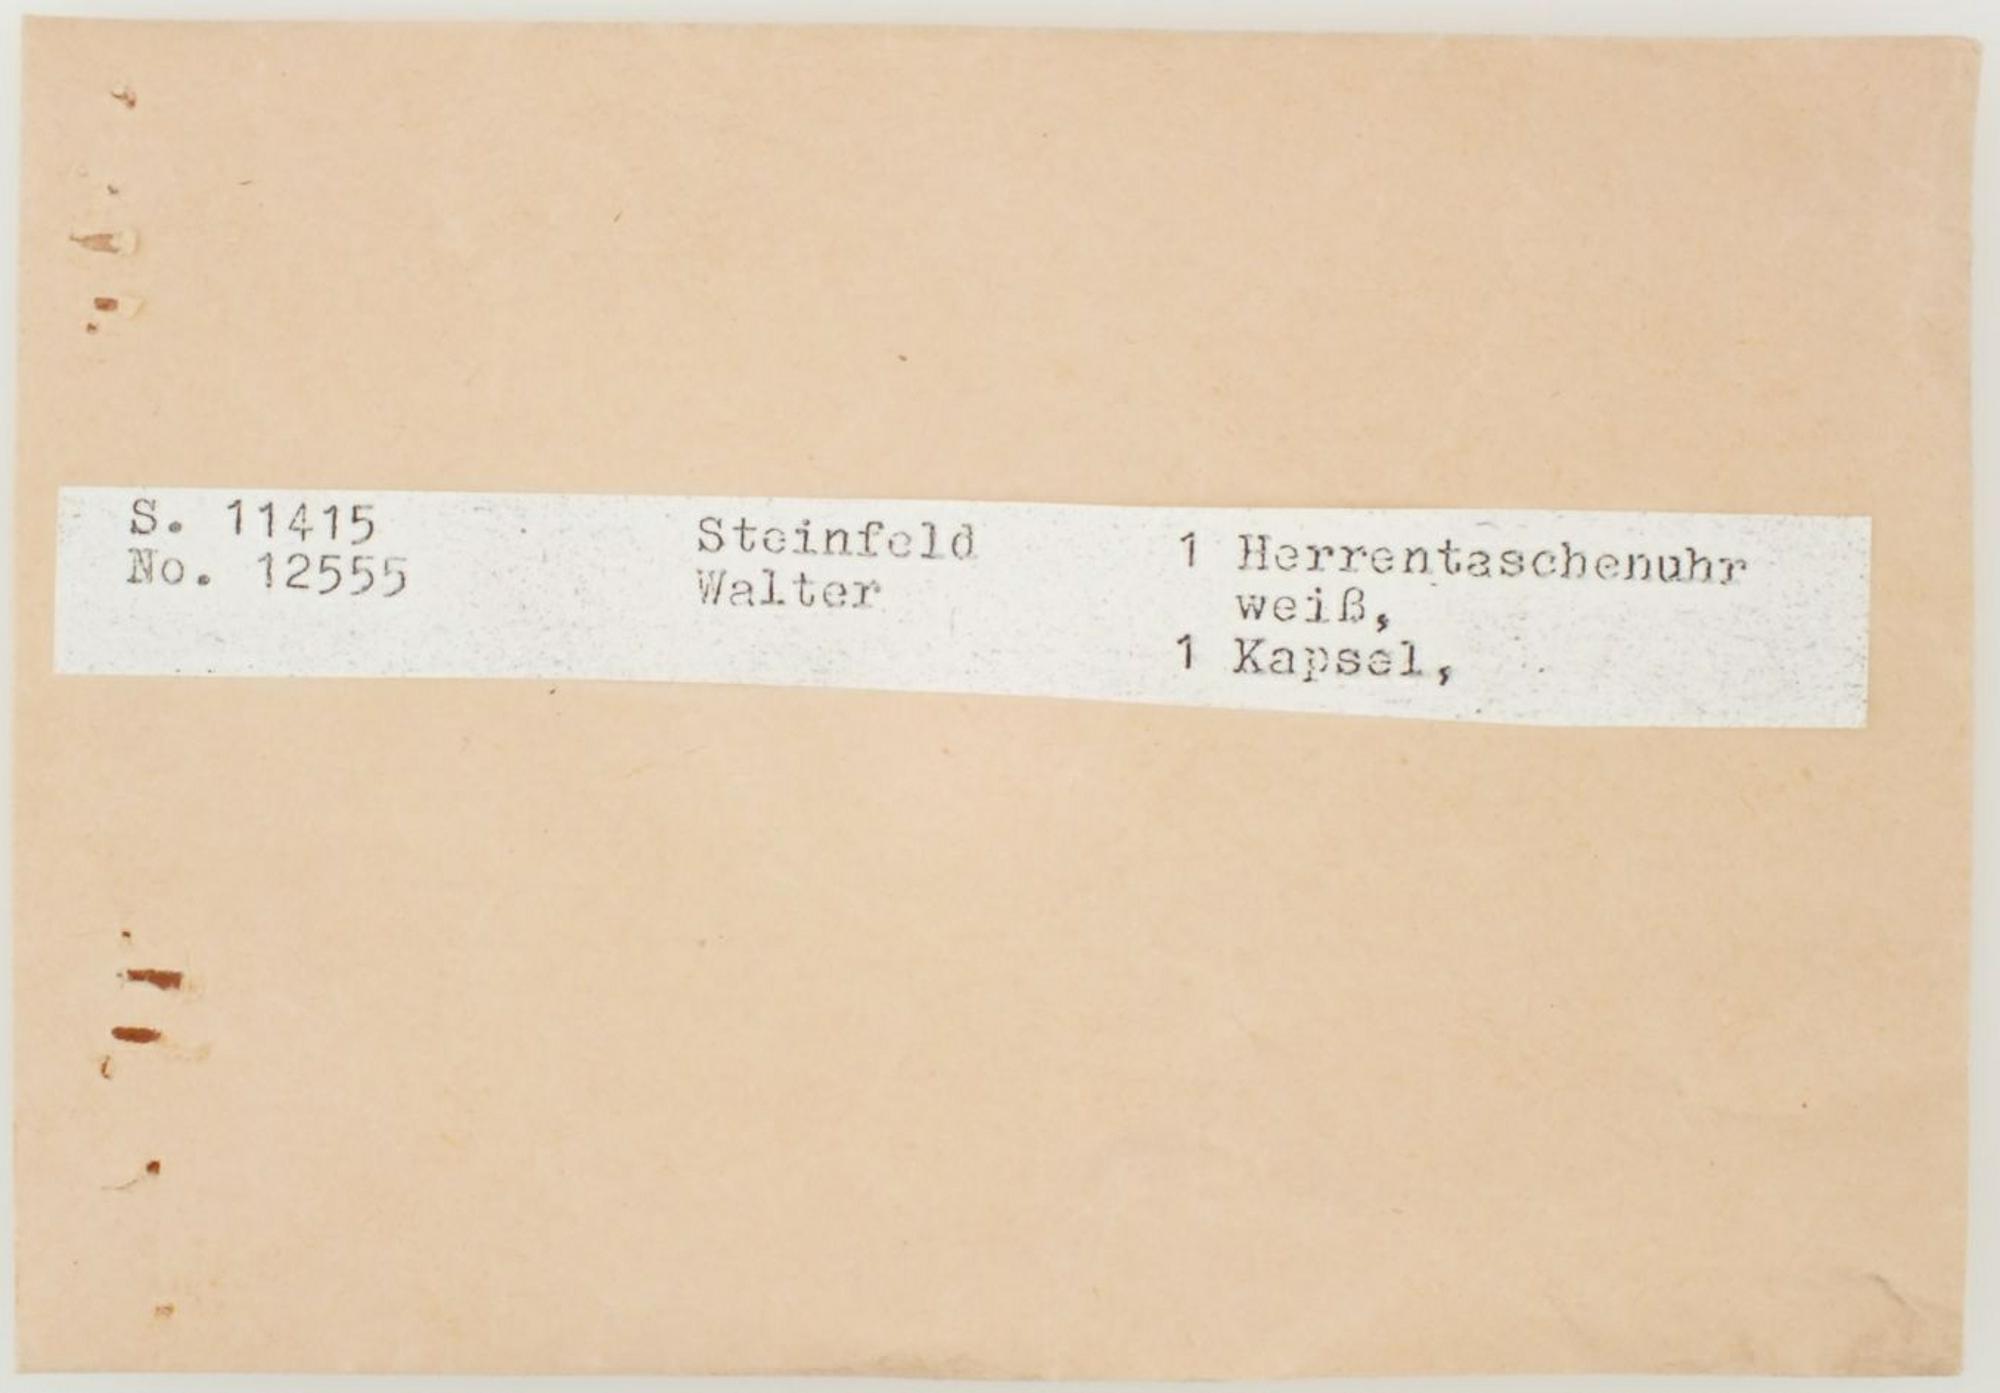 S. 11415
No. 12555
Steinfeld
Walter
1 Herrentaschenuhr
weiß,
1 Kapsel,